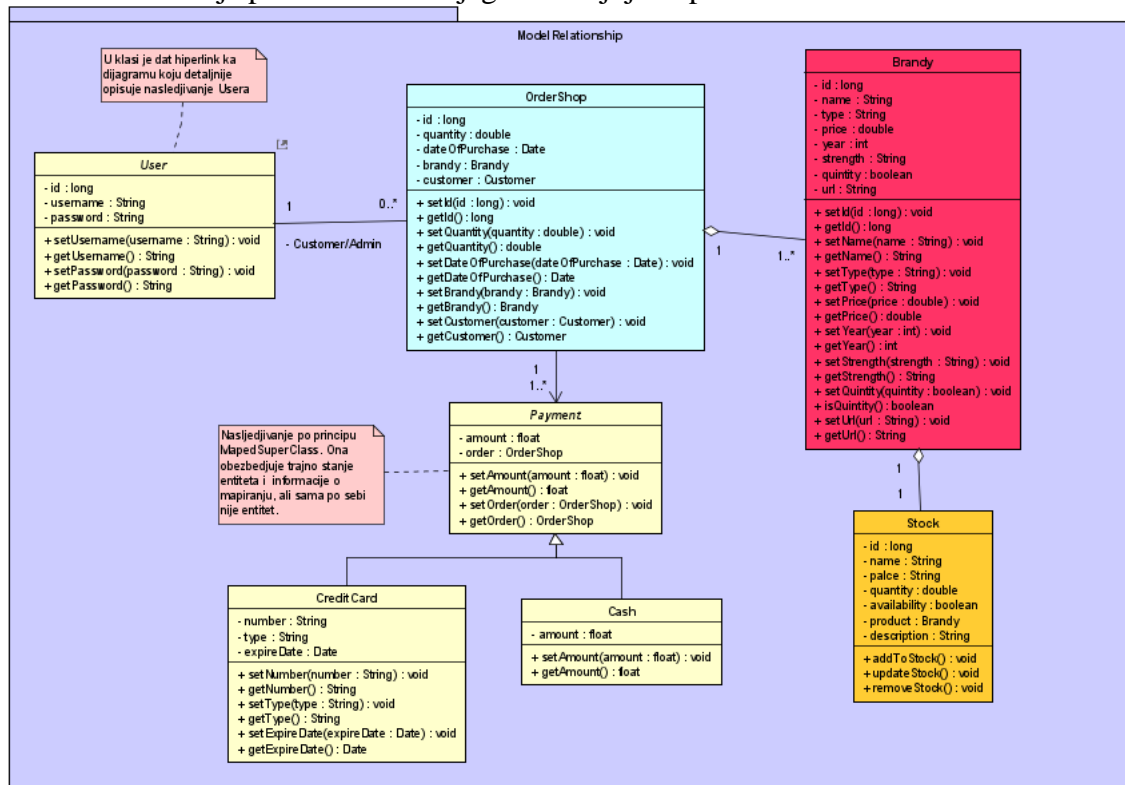 Model Relationship
U klasi je dat hiperlink ka
dijagramu koju detaljnije
opisuje nasledjivanje Usera
User
- id : long
- username : String
- password : String
+ setUsername(username : String) : void
+ getUsername() : String
+ setPassword(password : String) : void
+ getPassword() : String
1
0..*
- Customer/Admin
OrderShop
- id : long
- quantity : double
- dateOfPurchase : Date
- brandy : Brandy
- customer : Customer
+ setId(id : long) : void
+ getId() : long
+ setQuantity(quantity : double) : void
+ getQuantity() : double
+ setDateOfPurchase(dateOfPurchase : Date) : void
+ getDateOfPurchase() : Date
+ setBrandy(brandy : Brandy) : void
+ getBrandy() : Brandy
+ setCustomer(customer : Customer) : void
+ getCustomer() : Customer
1
1..*
Brandy
- id : long
- name : String
- type : String
- price : double
- year : int
- strength : String
- quintity : boolean
- url : String
+ setId(id : long) : void
+ getId() : long
+ setName(name : String) : void
+ getName() : String
+ setType(type : String) : void
+ getType() : String
+ setPrice(price : double) : void
+ getPrice() : double
+ setYear(year : int) : void
+ getYear() : int
+ setStrength(strength : String) : void
+ getStrength() : String
+ setQuintity(quintity : boolean) : void
+ isQuintity() : boolean
+ setUrl(url : String) : void
+ getUrl() : String
1
1..*
Nasljedjivanje po principu
MapedSuperClass. Ona
obezbedjuje trajno stanje
entiteta i informacije o
mapiranju, ali sama po sebi
nije entitet.
Payment
- amount : float
- order : OrderShop
+ setAmount(amount : float) : void
+ getAmount() : float
+ setOrder(order : OrderShop) : void
+ getOrder() : OrderShop
1
1
Stock
- id : long
- name : String
- palce : String
- quantity : double
- availability : boolean
- product : Brandy
- description : String
+ addToStock() : void
+ updateStock() : void
+ removeStock() : void
CreditCard
- number : String
- type : String
- expireDate : Date
+ setNumber(number : String) : void
+ getNumber() : String
+ setType(type : String) : void
+ getType() : String
+ setExpireDate(expireDate : Date) : void
+ getExpireDate() : Date
Cash
- amount : float
+ setAmount(amount : float) : void
+ getAmount() : float